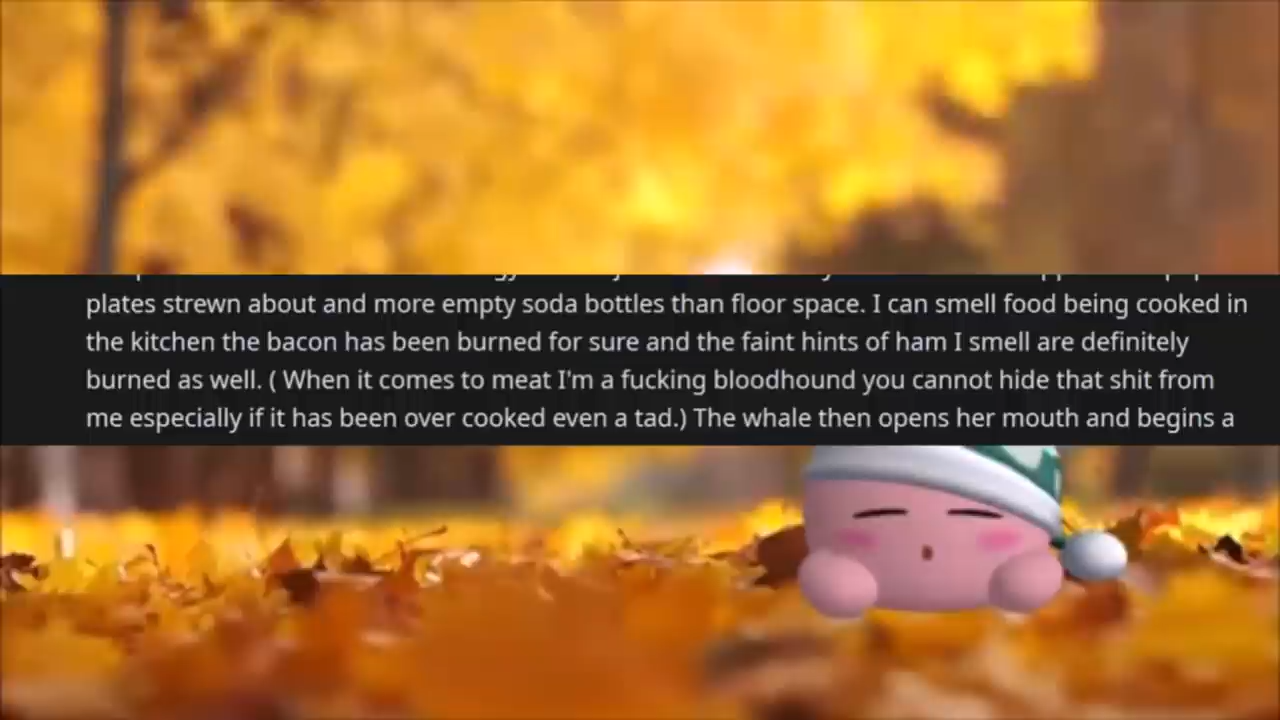 plates strewn about and more empty soda bottles than floor space. I can smell food being cooked in
the kitchen the bacon has been burned for sure and the faint hints of ham I smell are definitely
burned as well. ( When it comes to meat I'm a fucking bloodhound you cannot hide that shit from
me especially if it has been over cooked even a tad.) The whale then opens her mouth and begins a